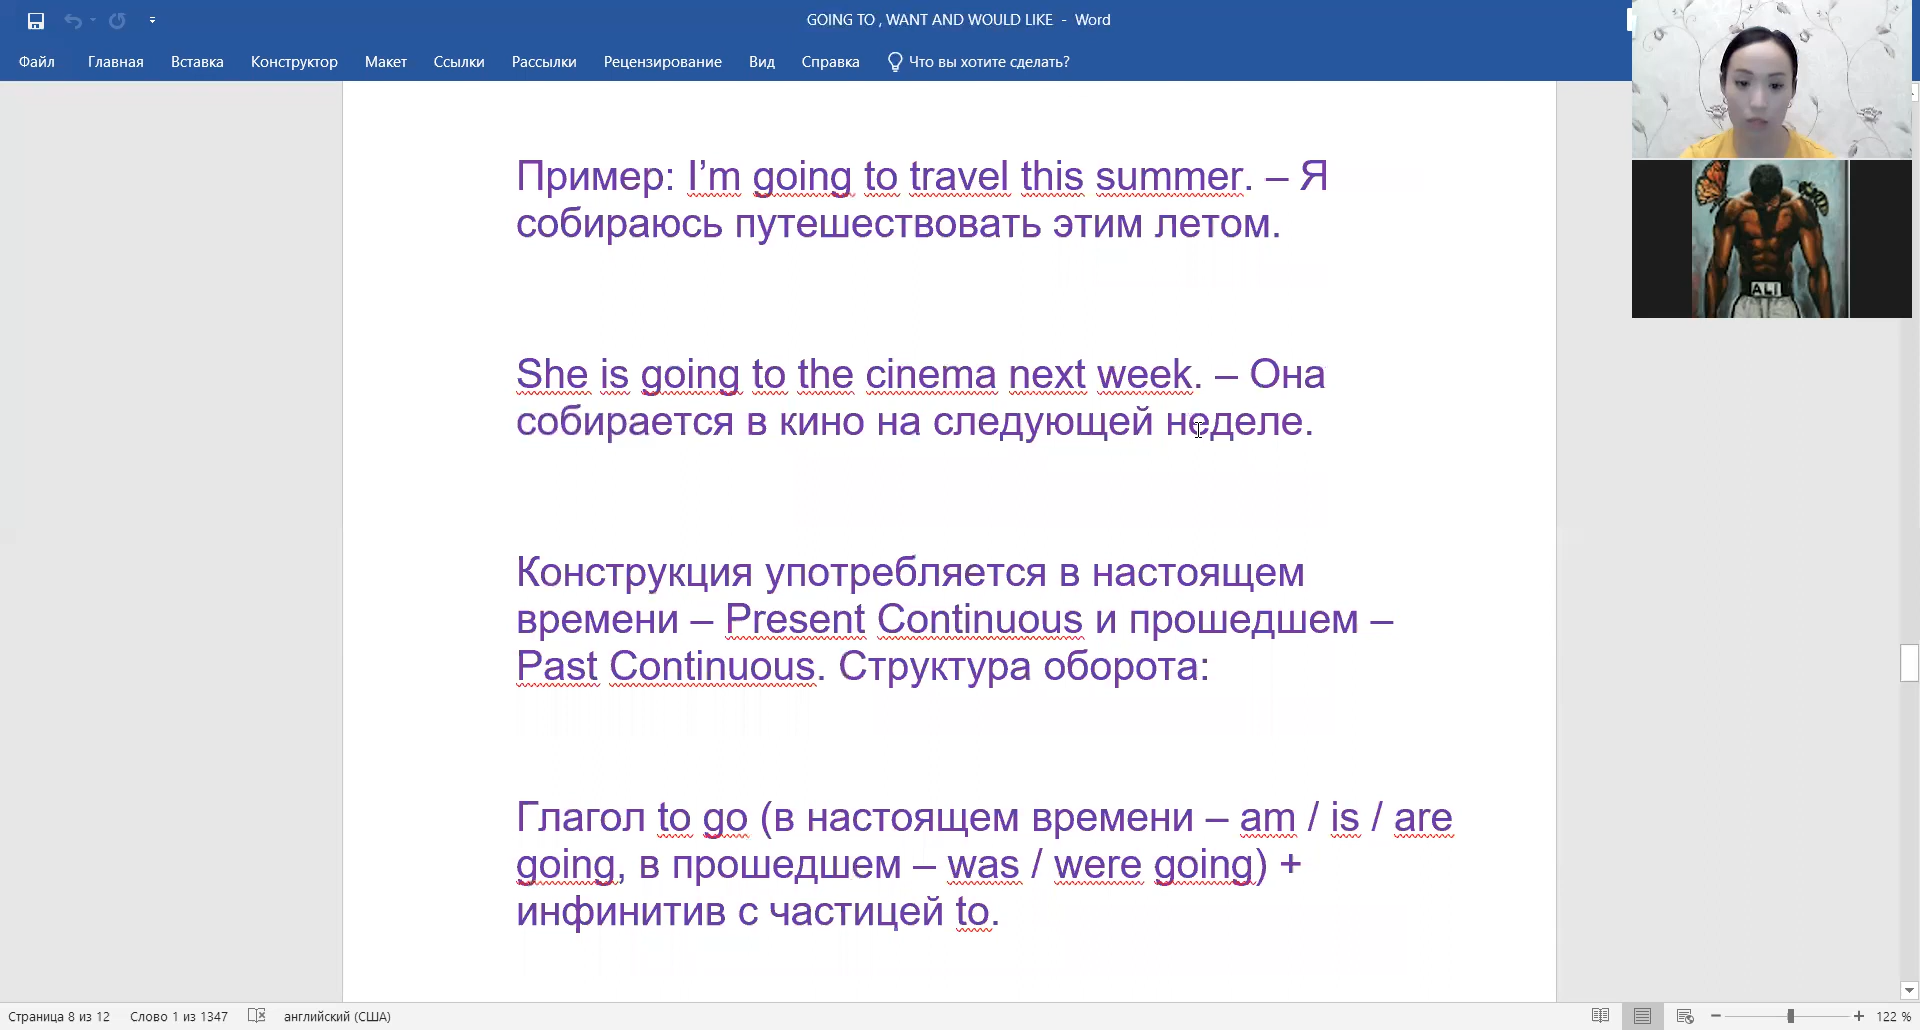 GOING TO , WANT AND WOULD LIKE - Word
Файл Главная Вставка Конструктор Макет Ссылки Рассылки Рецензирование Вид Справка Что вы хотите сделать?
Пример: I’m going to travel this summer. – Я
собираюсь путешествовать этим летом.
She is going to the cinema next week. – Она
собирается в кино на следующей неделе.
Конструкция употребляется в настоящем
времени – Present Continuous и прошедшем –
Past Continuous. Структура оборота:
Глагол to go (в настоящем времени – am / is / are
going, в прошедшем – was / were going) +
инфинитив с частицей to.
ALI
Страница 8 из 12 Слово 1 из 1347 английский (США) 122 %